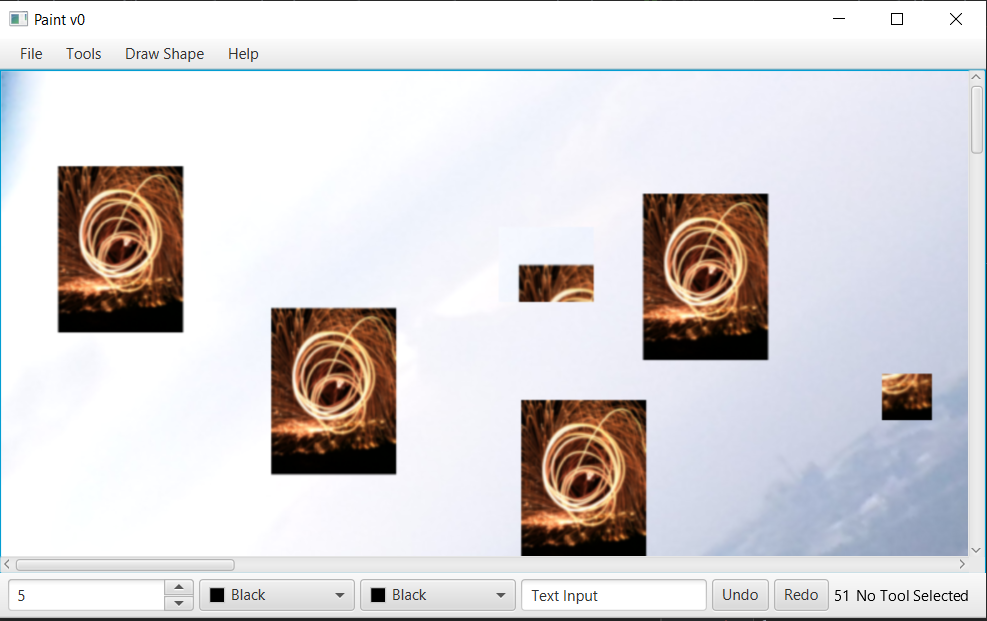 Paint v0
File Tools Draw Shape Help
5 Black Black Text Input Undo Redo 51 No Tool Selected